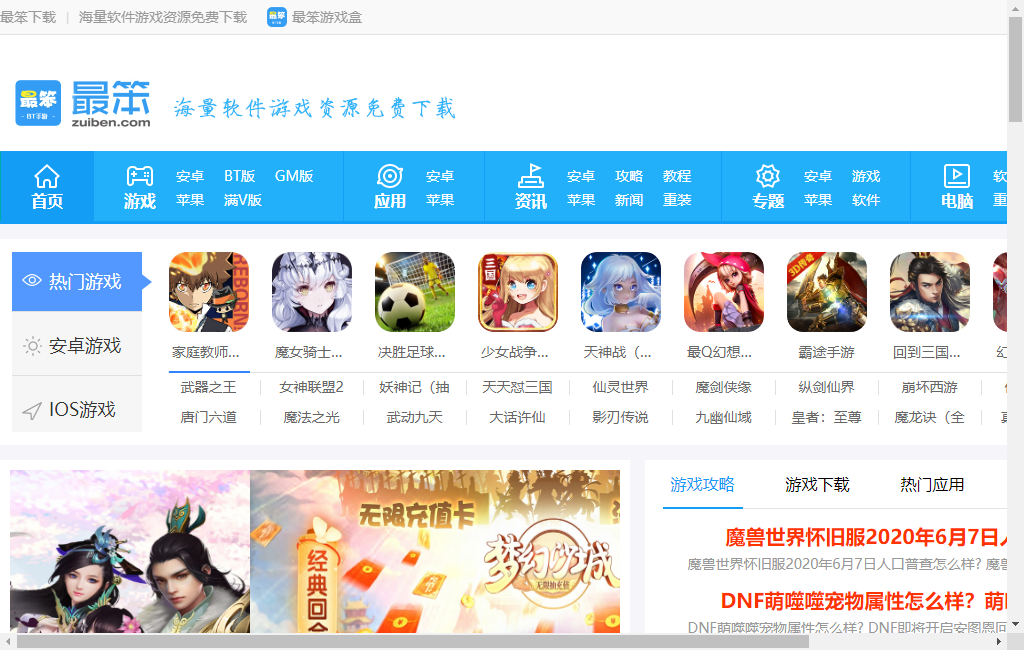 最笨下载 | 海量软件游戏资源免费下载 最笨游戏盒
最笨
- BT手游 -
最笨
zuiben.com
海量软件游戏资源免费下载
首页
游戏 安卓 BT版 GM版
苹果 满V版
应用 安卓
苹果
资讯 安卓 攻略 教程
苹果 新闻 重装
专题 安卓 游戏
苹果 软件
电脑
热门游戏
安卓游戏
IOS游戏
REBORN
三国
3D传奇
家庭教师... 魔女骑士... 决胜足球... 少女战争... 天神战（... 最Q幻想... 霸途手游 回到三国...
武器之王 女神联盟2 妖神记（抽 天天怼三国 仙灵世界 魔剑侠缘 纵剑仙界 崩坏西游
唐门六道 魔法之光 武动九天 大话许仙 影刃传说 九幽仙域 皇者：至尊 魔龙诀（全
无限充值卡
经典回合
梦幻沙城
无限抽充值
游戏攻略 游戏下载 热门应用
魔兽世界怀旧服2020年6月7日
魔兽世界怀旧服2020年6月7日人口普查怎么样? 魔兽
DNF萌噬噬宠物属性怎么样？萌
DNF萌噬噬宠物属性怎么样? DNF即将开启安图恩回